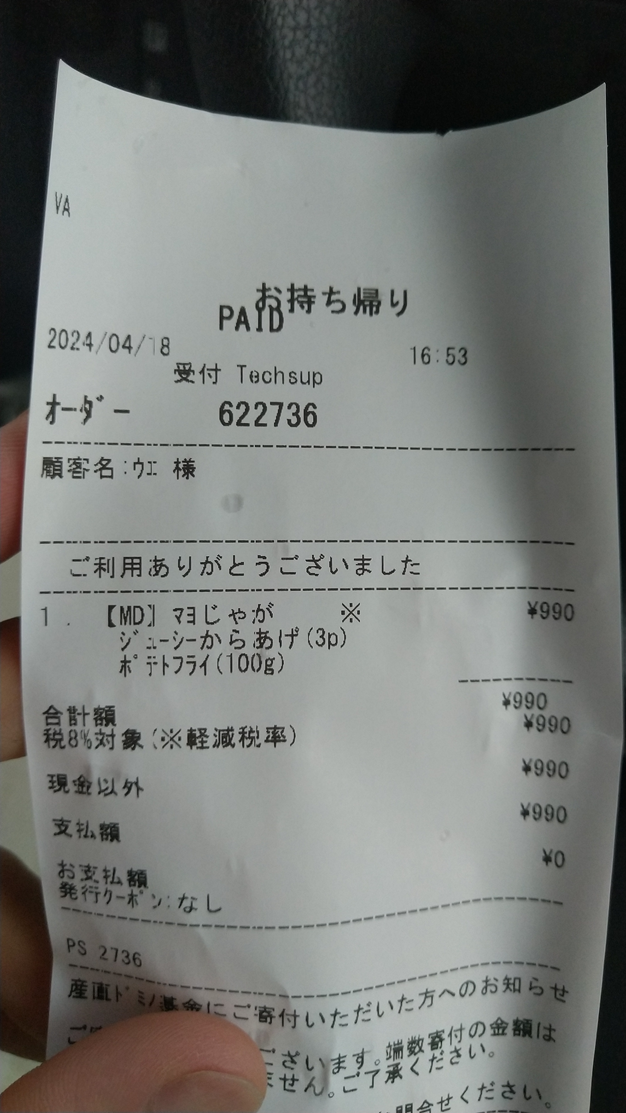 VA
お持ち帰り
PAID
2024/04/18 16:53
受付 Techsup
オーダー 622736
顧客名:ウエ 様
ご利用ありがとうございました
1. 【MD】マヨじゃが ※ ¥990
ジューシーからあげ(3p)
ポテトフライ(100g)
合計額 ¥990
税8%対象(※軽減税率) ¥990
現金以外 ¥990
支払額 ¥990
お支払額 ¥0
発行クーポン:なし
PS 2736
産直ドミノ基金にご寄付いただいた方へのお知らせ
ございます。端数寄付の金額は
ません。ご了承ください。
問合せください。